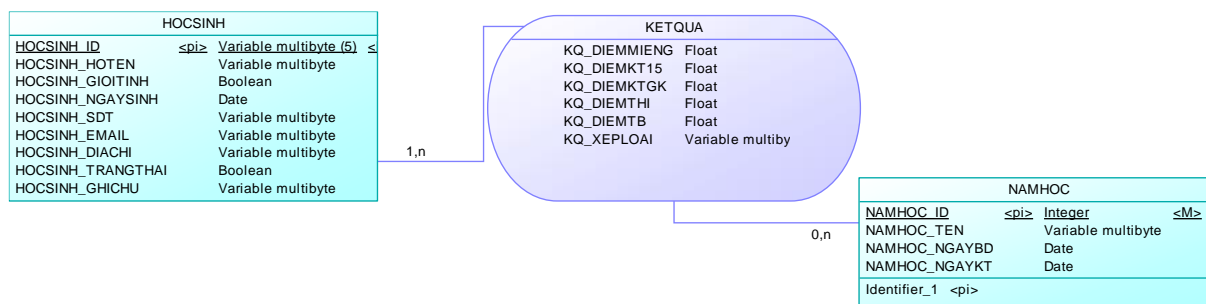 HOCSINH
HOCSINH_ID <pi> Variable multibyte (5) <
HOCSINH_HOTEN Variable multibyte
HOCSINH_GIOITINH Boolean
HOCSINH_NGAYSINH Date
HOCSINH_SDT Variable multibyte
HOCSINH_EMAIL Variable multibyte
HOCSINH_DIACHI Variable multibyte
HOCSINH_TRANGTHAI Boolean
HOCSINH_GHICHU Variable multibyte
1,n
KETQUA
KQ_DIEMMIENG Float
KQ_DIEMKT15 Float
KQ_DIEMKTGK Float
KQ_DIEMTHI Float
KQ_DIEMTB Float
KQ_XEPLOAI Variable multiby
0,n
NAMHOC
NAMHOC_ID <pi> Integer <M>
NAMHOC_TEN Variable multibyte
NAMHOC_NGAYBD Date
NAMHOC_NGAYKT Date
Identifier_1 <pi>